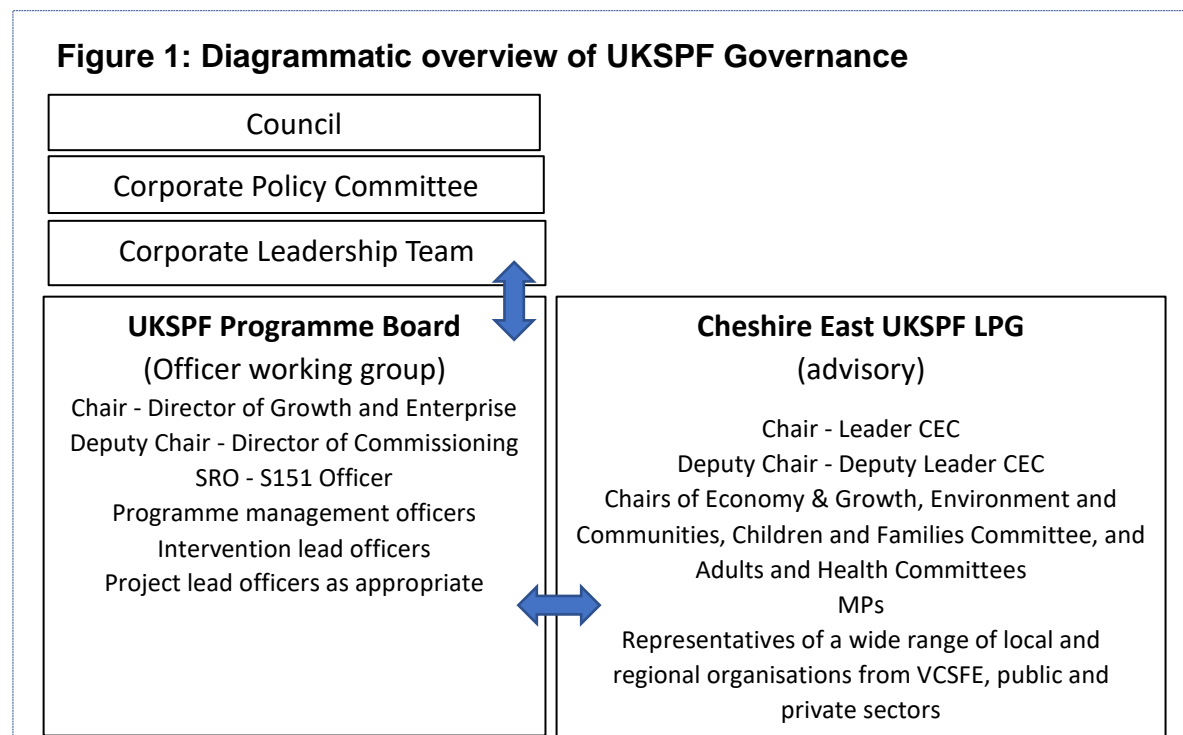 Figure 1: Diagrammatic overview of UKSPF Governance
Council
Corporate Policy Committee
Corporate Leadership Team
UKSPF Programme Board
(Officer working group)
Chair - Director of Growth and Enterprise
Deputy Chair - Director of Commissioning
SRO - S151 Officer
Programme management officers
Intervention lead officers
Project lead officers as appropriate
Cheshire East UKSPF LPG
(advisory)
Chair - Leader CEC
Deputy Chair - Deputy Leader CEC
Chairs of Economy & Growth, Environment and
Communities, Children and Families Committee, and
Adults and Health Committees
MPs
Representatives of a wide range of local and
regional organisations from VCSFE, public and
private sectors